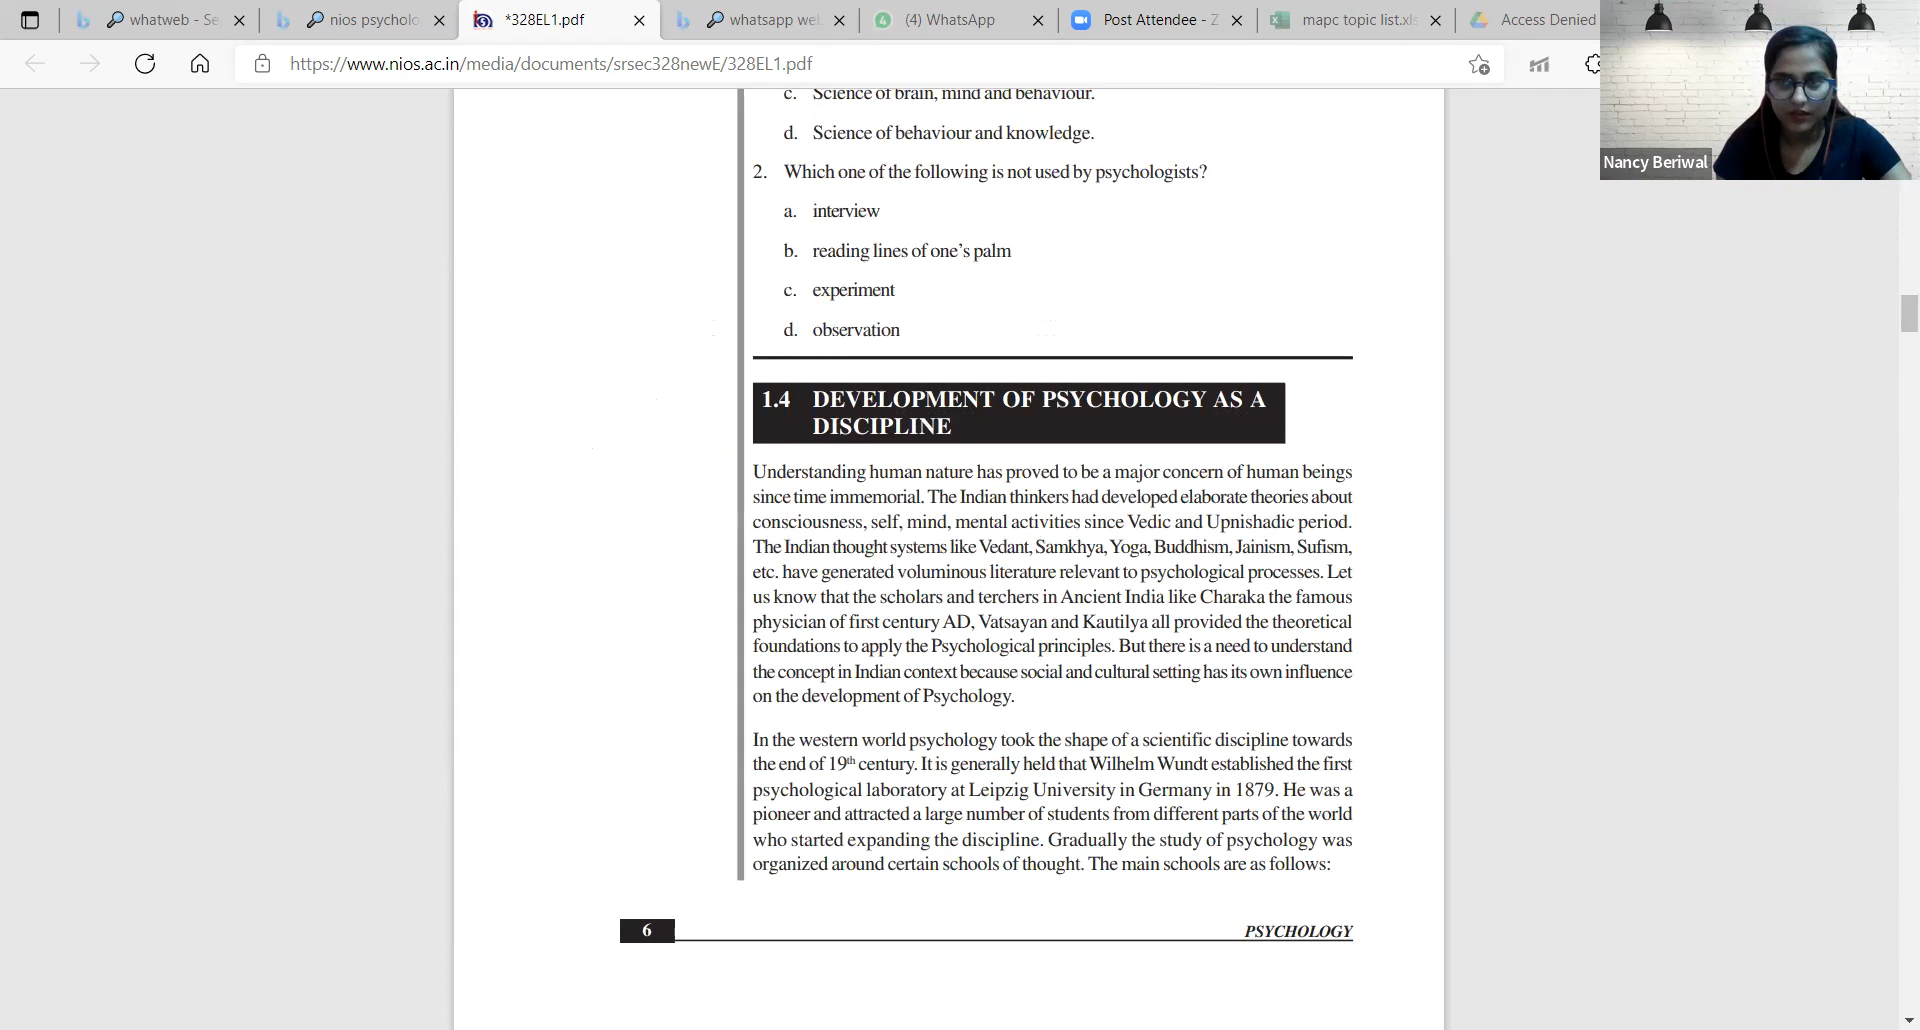 whatweb - Se
nios psycholo
*328EL1.pdf
whatsapp we
(4) WhatsApp
Post Attendee - Z
mapc topic list.xls
Access Denied
https://www.nios.ac.in/media/documents/srsec328newE/328EL1.pdf
Nancy Beriwal
c. Science of brain, mind and behaviour.
d. Science of behaviour and knowledge.
2. Which one of the following is not used by psychologists?
a. interview
b. reading lines of one's palm
c. experiment
d. observation
1.4 DEVELOPMENT OF PSYCHOLOGY AS A
DISCIPLINE
Understanding human nature has proved to be a major concern of human beings
since time immemorial. The Indian thinkers had developed elaborate theories about
consciousness, self, mind, mental activities since Vedic and Upnishadic period.
The Indian thought systems like Vedant, Samkhya, Yoga, Buddhism, Jainism, Sufism,
etc. have generated voluminous literature relevant to psychological processes. Let
us know that the scholars and terchers in Ancient India like Charaka the famous
physician of first century AD, Vatsayan and Kautilya all provided the theoretical
foundations to apply the Psychological principles. But there is a need to understand
the concept in Indian context because social and cultural setting has its own influence
on the development of Psychology.
In the western world psychology took the shape of a scientific discipline towards
the end of 19th century. It is generally held that Wilhelm Wundt established the first
psychological laboratory at Leipzig University in Germany in 1879. He was a
pioneer and attracted a large number of students from different parts of the world
who started expanding the discipline. Gradually the study of psychology was
organized around certain schools of thought. The main schools are as follows:
6
PSYCHOLOGY